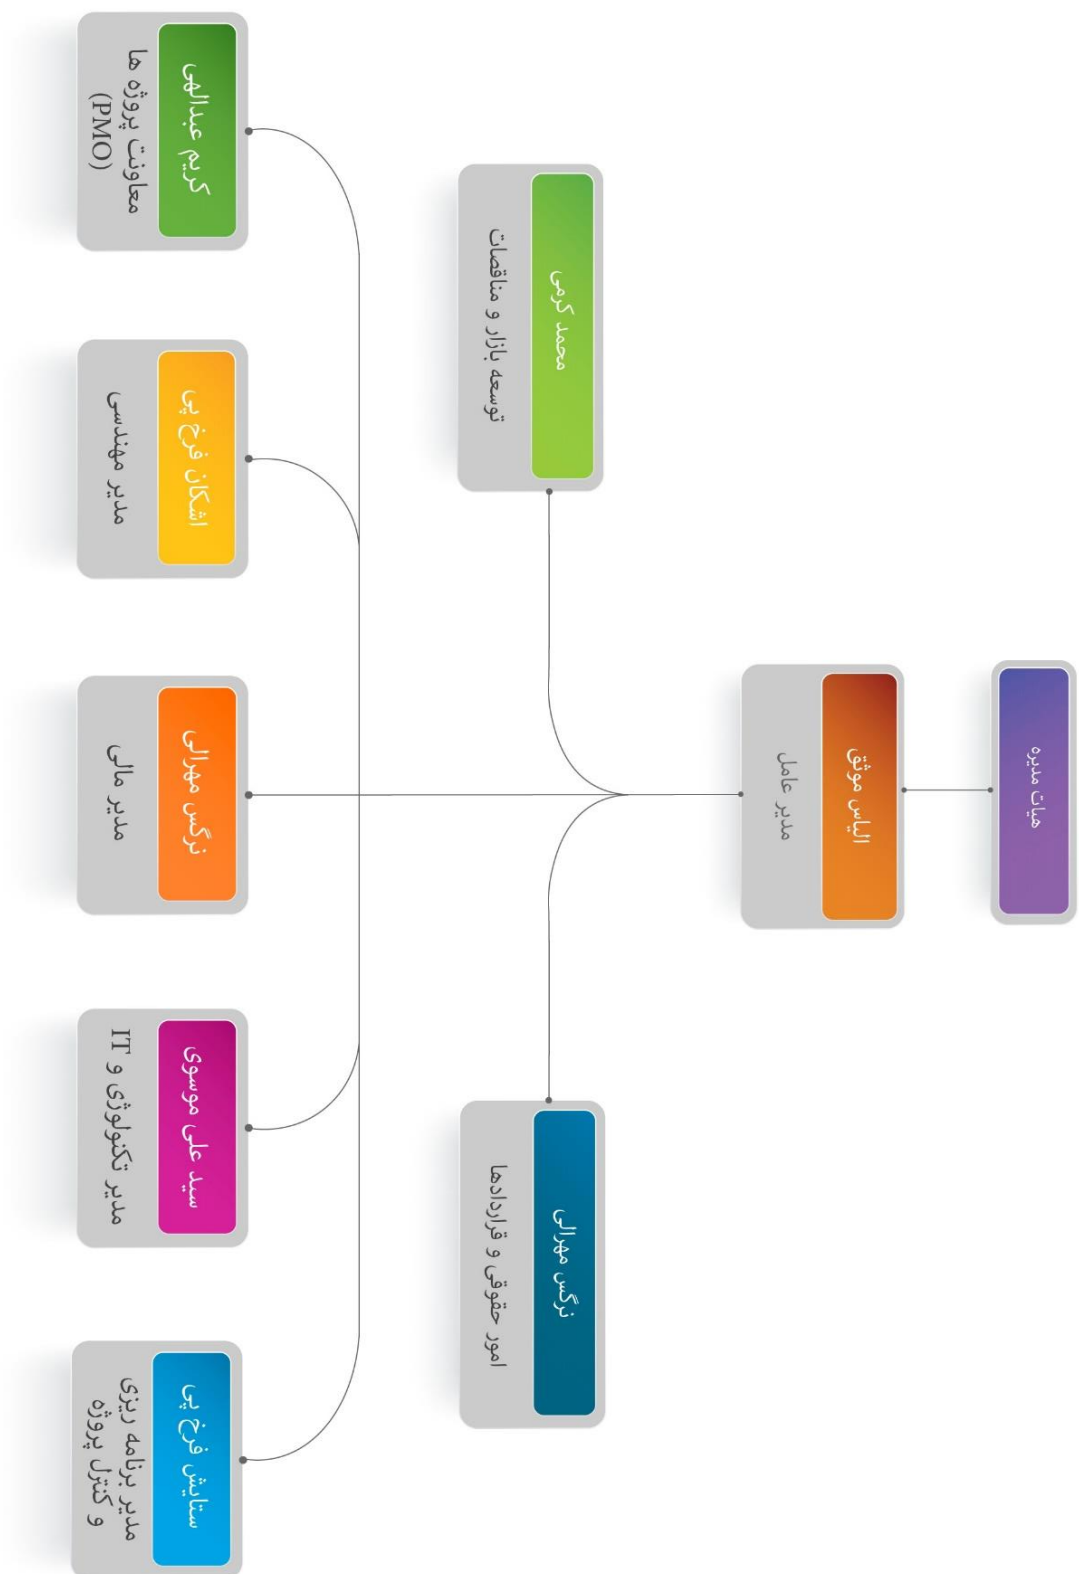 هیات مدیره
الیاس موثق
مدیر عامل
محمد کرمی
توسعه بازار و مناقصات
نرگس مهرالی
امور حقوقی و قراردادها
کریم عبدالهی
معاونت پروژه ها
(PMO)
اشکان فرخ پی
مدیر مهندسی
نرگس مهرالی
مدیر مالی
سید علی موسوی
مدیر تکنولوژی و IT
ستایش فرخ پی
مدیر برنامه ریزی
و کنترل پروژه